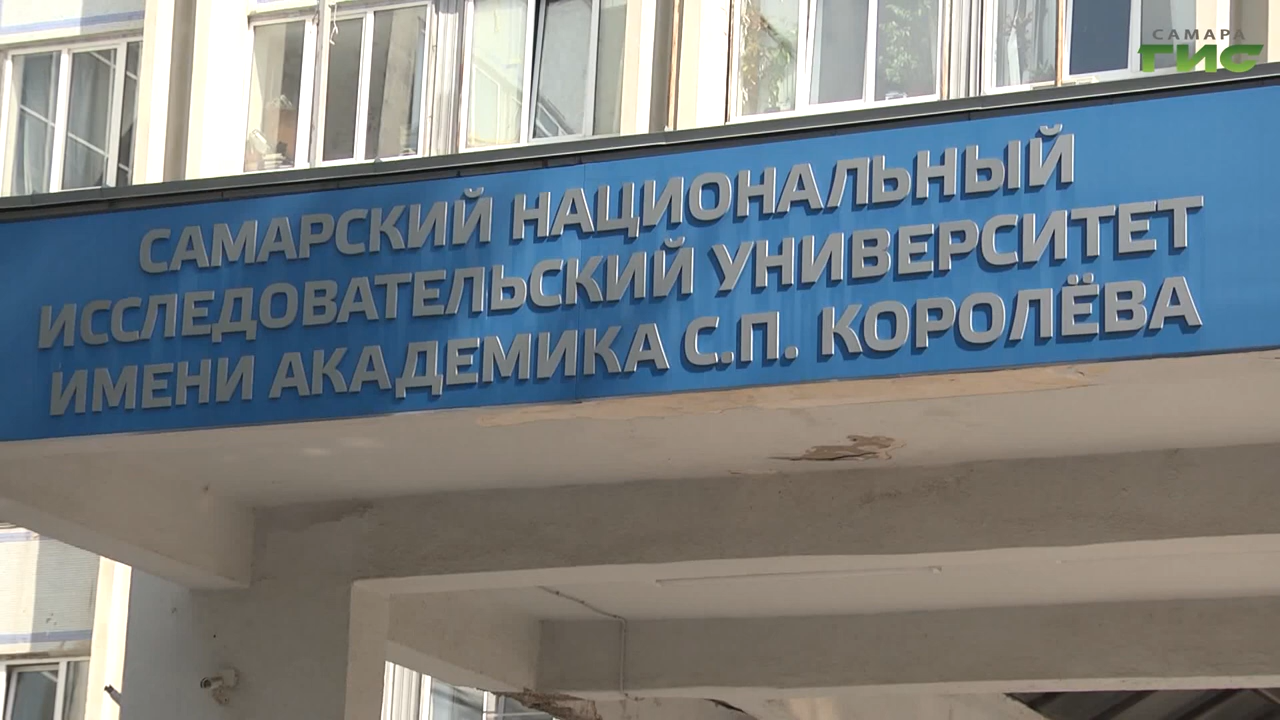 САМАРА
ГИС
САМАРСКИЙ НАЦИОНАЛЬНЫЙ
ИССЛЕДОВАТЕЛЬСКИЙ УНИВЕРСИТЕТ
ИМЕНИ АКАДЕМИКА С.П. КОРОЛЁВА